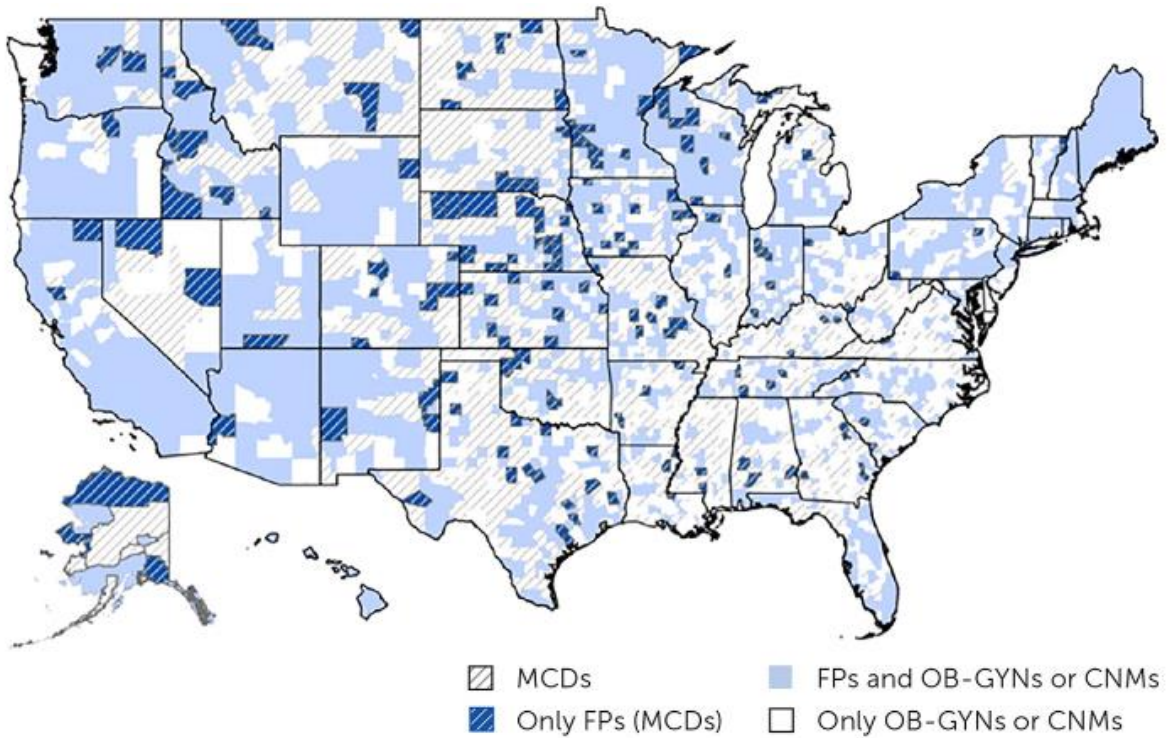 MCDs
FPs and OB-GYNs or CNMs
Only FPs (MCDs)
Only OB-GYNs or CNMs